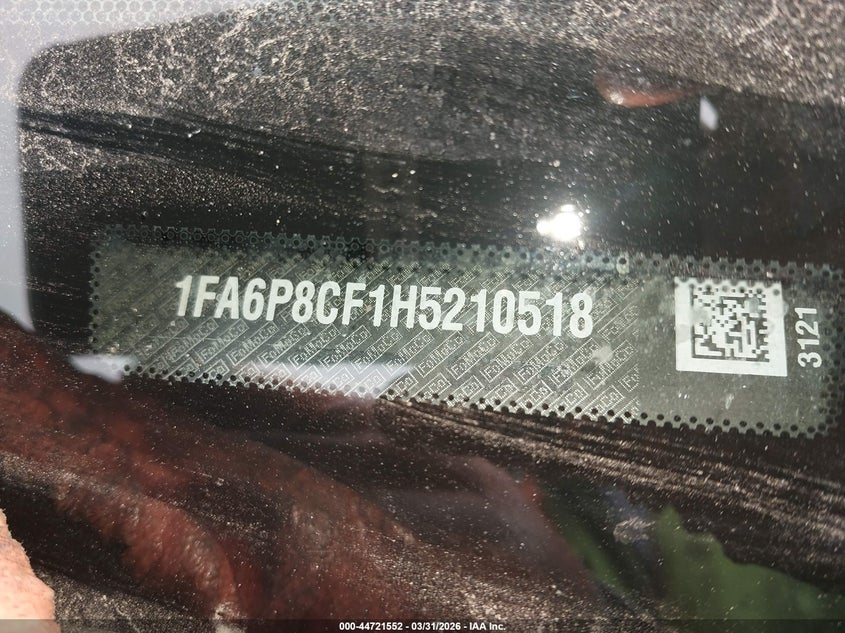 1FA6P8CF1H5210518
3121
000-44721552 - 03/31/2026 - IAA Inc.